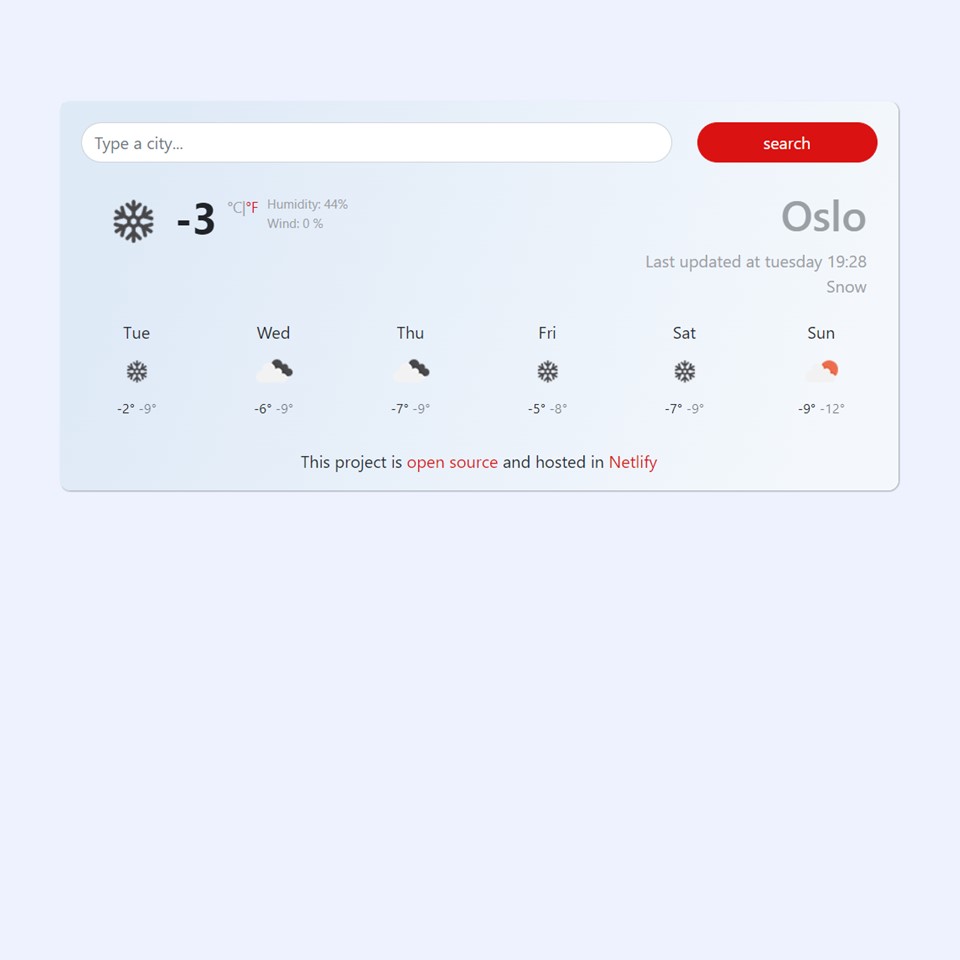 Type a city...
search
-3 °C|°F
Humidity: 44%
Wind: 0 %
Oslo
Last updated at tuesday 19:28
Snow
Tue Wed Thu Fri Sat Sun
-2° -9° -6° -9° -7° -9° -5° -8° -7° -9° -9° -12°
This project is open source and hosted in Netlify